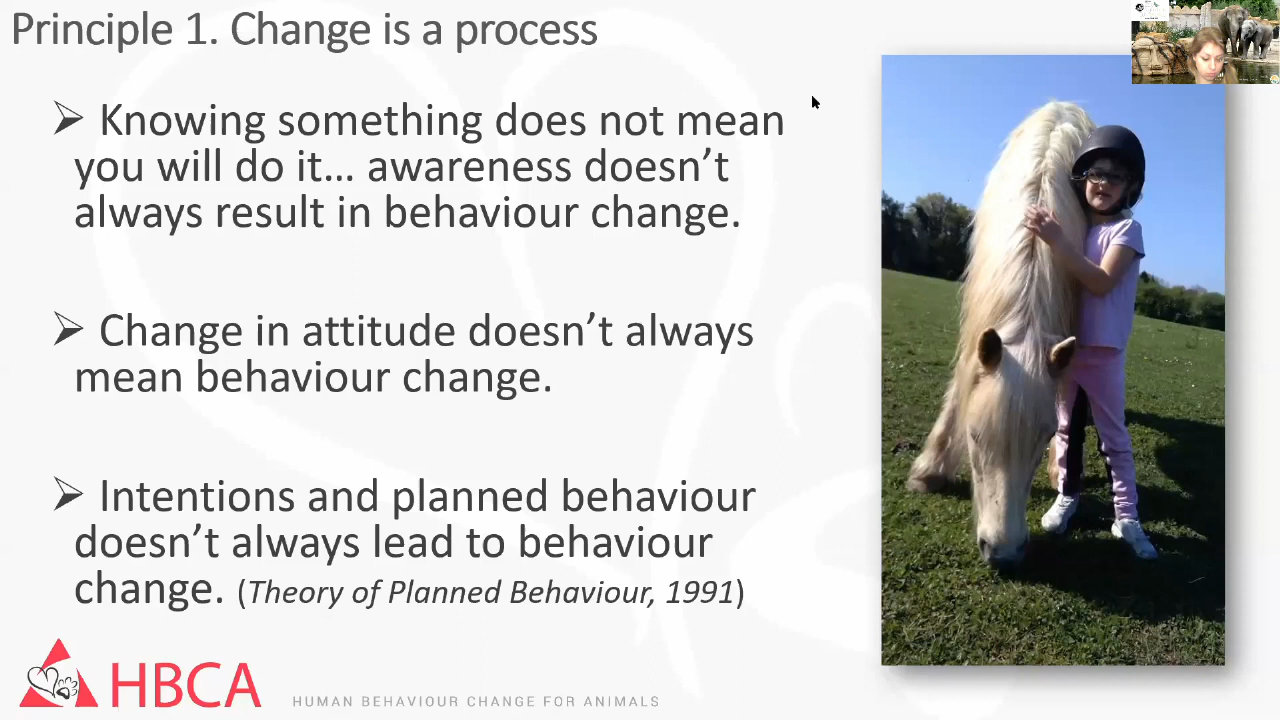 Principle 1. Change is a process
➢ Knowing something does not mean
you will do it... awareness doesn't
always result in behaviour change.
➢ Change in attitude doesn't always
mean behaviour change.
➢ Intentions and planned behaviour
doesn't always lead to behaviour
change. (Theory of Planned Behaviour, 1991)
HBCA
HUMAN BEHAVIOUR CHANGE FOR ANIMALS